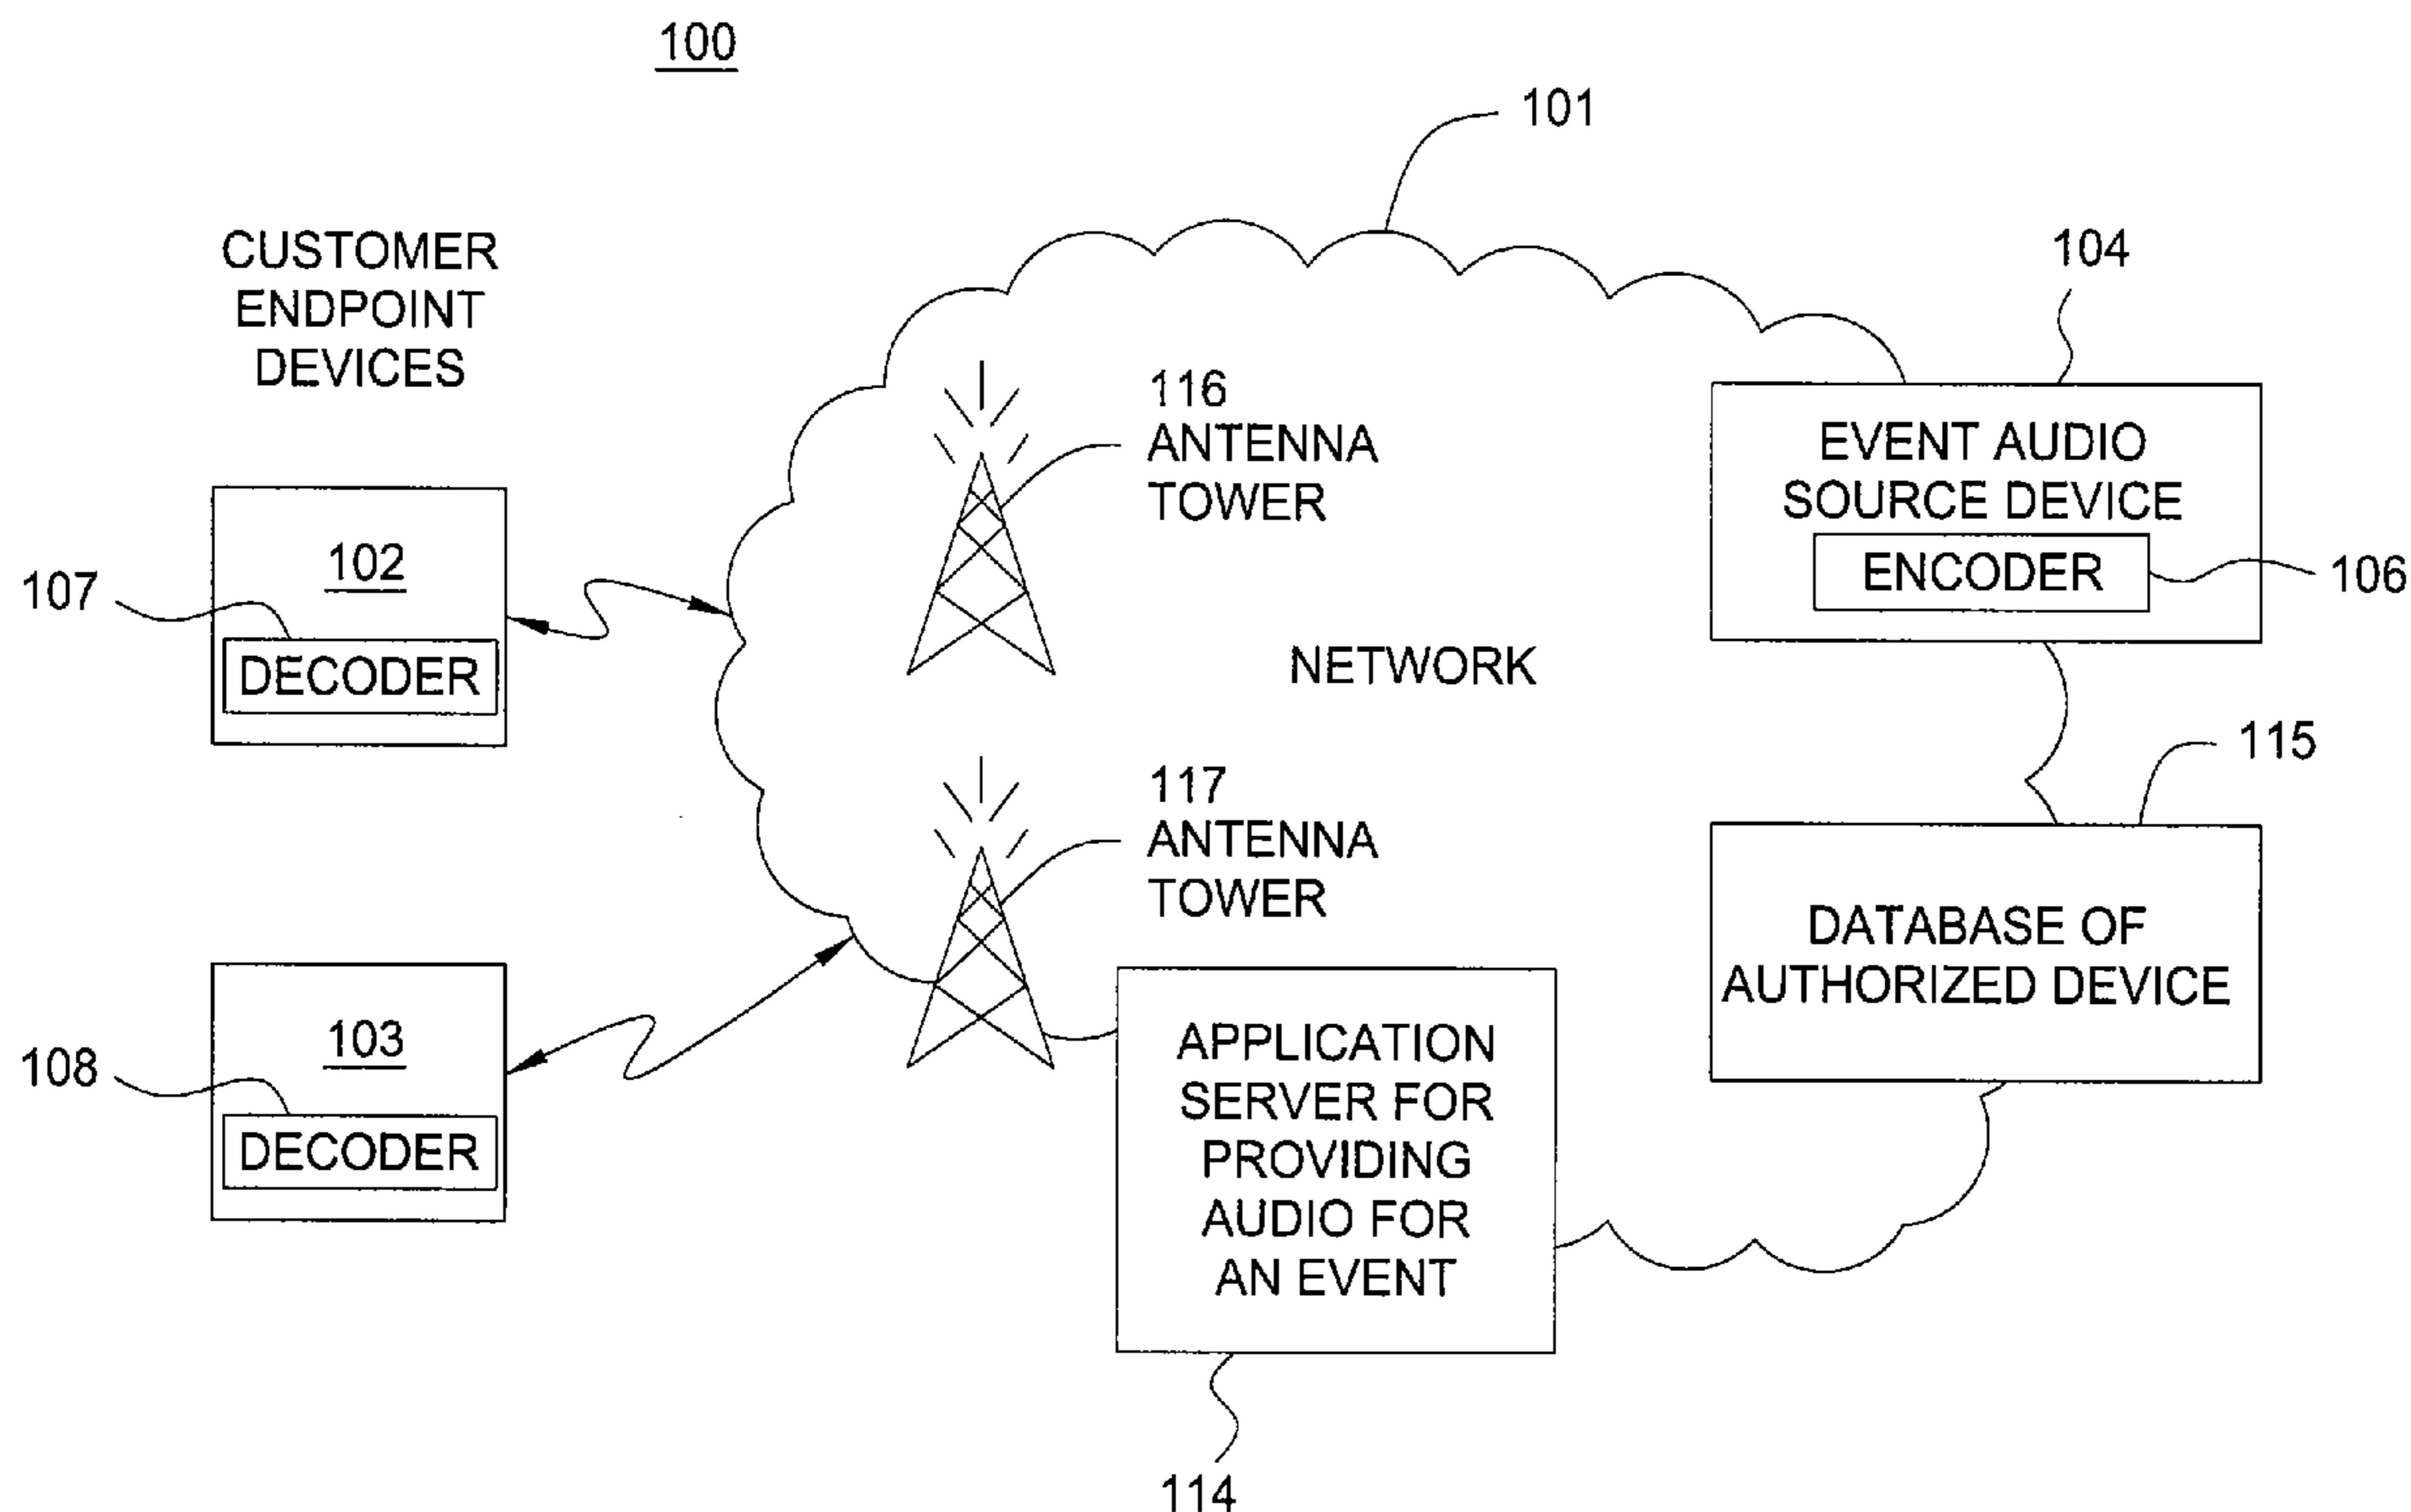 100
101
CUSTOMER
ENDPOINT
DEVICES
104
116
ANTENNA
TOWER
EVENT AUDIO
SOURCE DEVICE
ENCODER
106
102
107
DECODER
NETWORK
115
117
ANTENNA
TOWER
DATABASE OF
AUTHORIZED DEVICE
103
108
DECODER
APPLICATION
SERVER FOR
PROVIDING
AUDIO FOR
AN EVENT
114